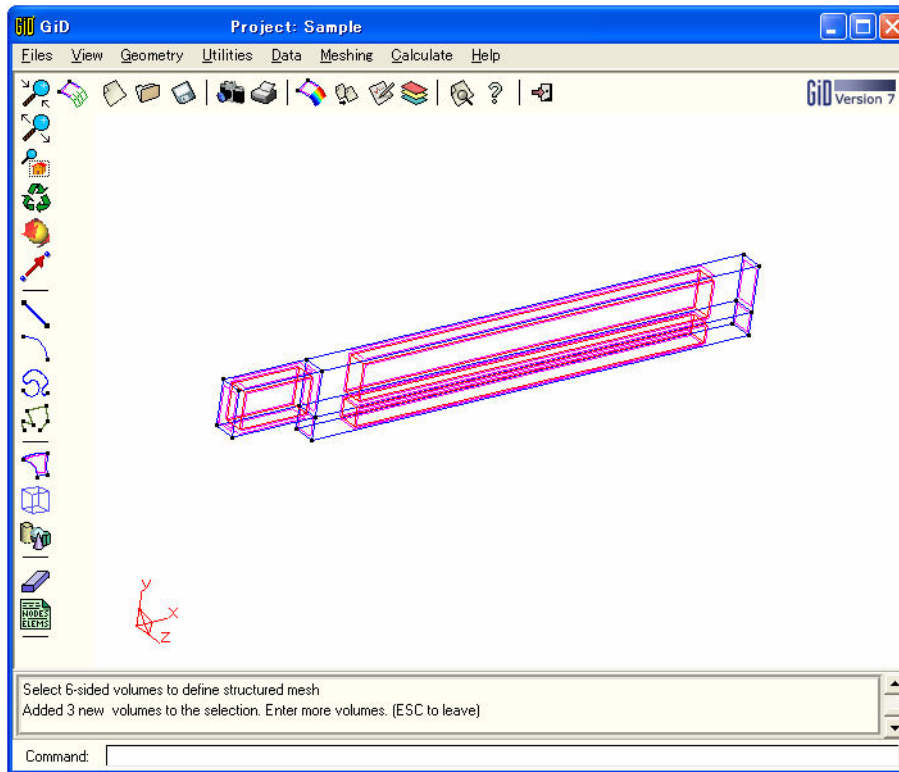 GiD GiD Project: Sample
Files View Geometry Utilities Data Meshing Calculate Help
GiD Version 7
NODES
ELEMS
y
X
Z
Select 6-sided volumes to define structured mesh
Added 3 new volumes to the selection. Enter more volumes. (ESC to leave)
Command: